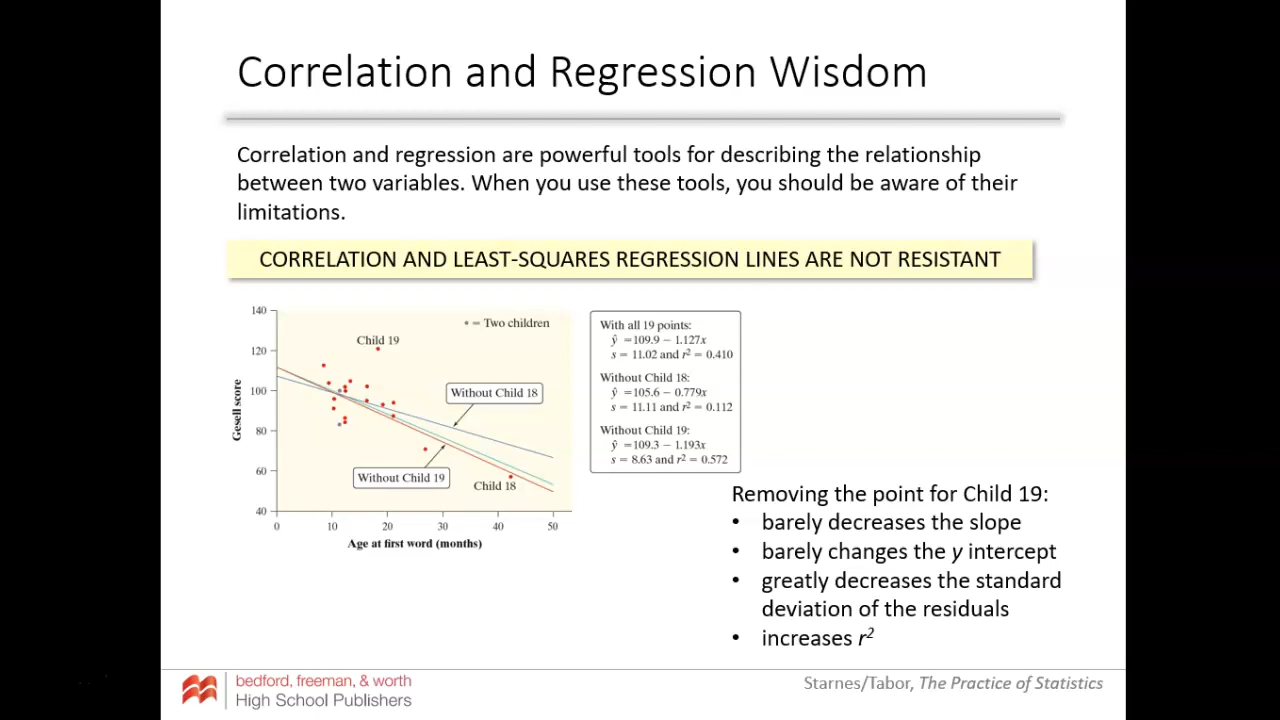 Correlation and Regression Wisdom
Correlation and regression are powerful tools for describing the relationship
between two variables. When you use these tools, you should be aware of their
limitations.
CORRELATION AND LEAST-SQUARES REGRESSION LINES ARE NOT RESISTANT
140
120
100
80
60
40
0
10
20
30
40
50
Gesell score
Age at first word (months)
• = Two children
Child 19
Without Child 18
Without Child 19
Child 18
With all 19 points:
ŷ =109.9 − 1.127x
s = 11.02 and r² = 0.410
Without Child 18:
ŷ =105.6 − 0.779x
s = 11.11 and r² = 0.112
Without Child 19:
ŷ =109.3 − 1.193x
s = 8.63 and r² = 0.572
Removing the point for Child 19:
• barely decreases the slope
• barely changes the y intercept
• greatly decreases the standard
deviation of the residuals
• increases r²
bedford, freeman, & worth
High School Publishers
Starnes/Tabor, The Practice of Statistics